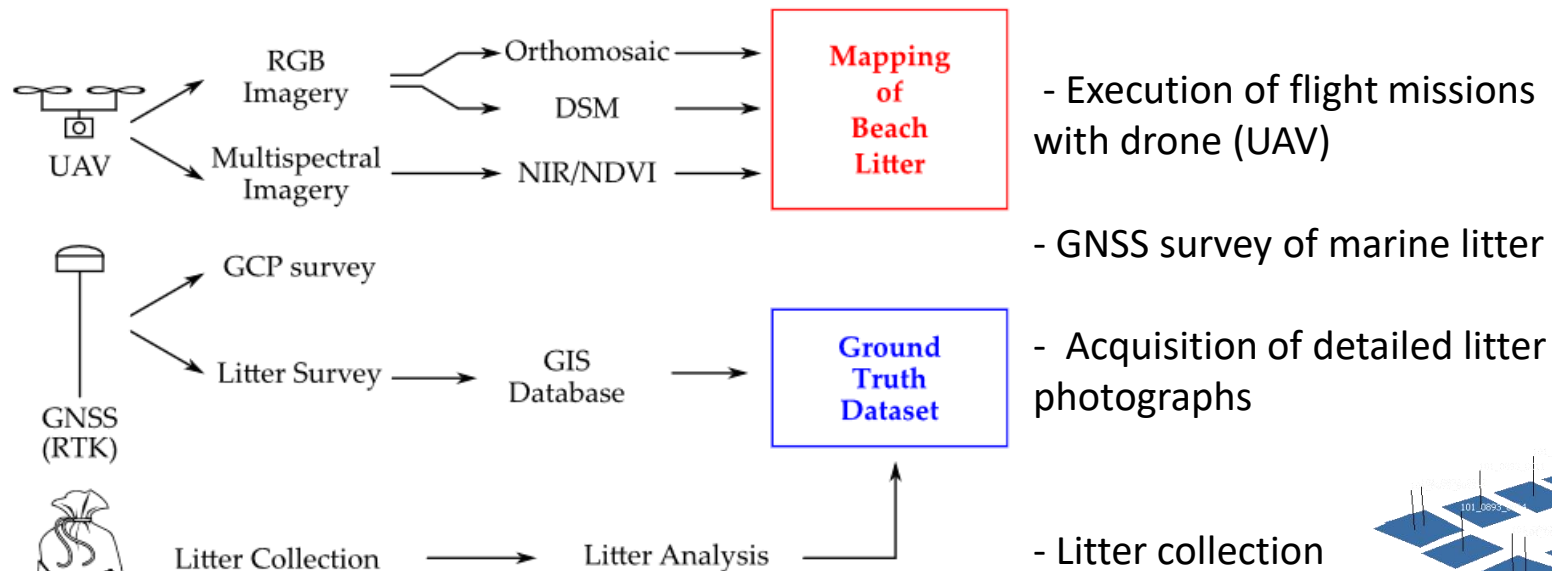 RGB
Imagery
Orthomosaic
DSM
UAV
Multispectral
Imagery
NIR/NDVI
Mapping
of
Beach
Litter
GCP survey
Litter Survey
GIS
Database
Ground
Truth
Dataset
GNSS
(RTK)
Litter Collection
Litter Analysis
- Execution of flight missions
with drone (UAV)
- GNSS survey of marine litter
- Acquisition of detailed litter
photographs
- Litter collection
101_0893_